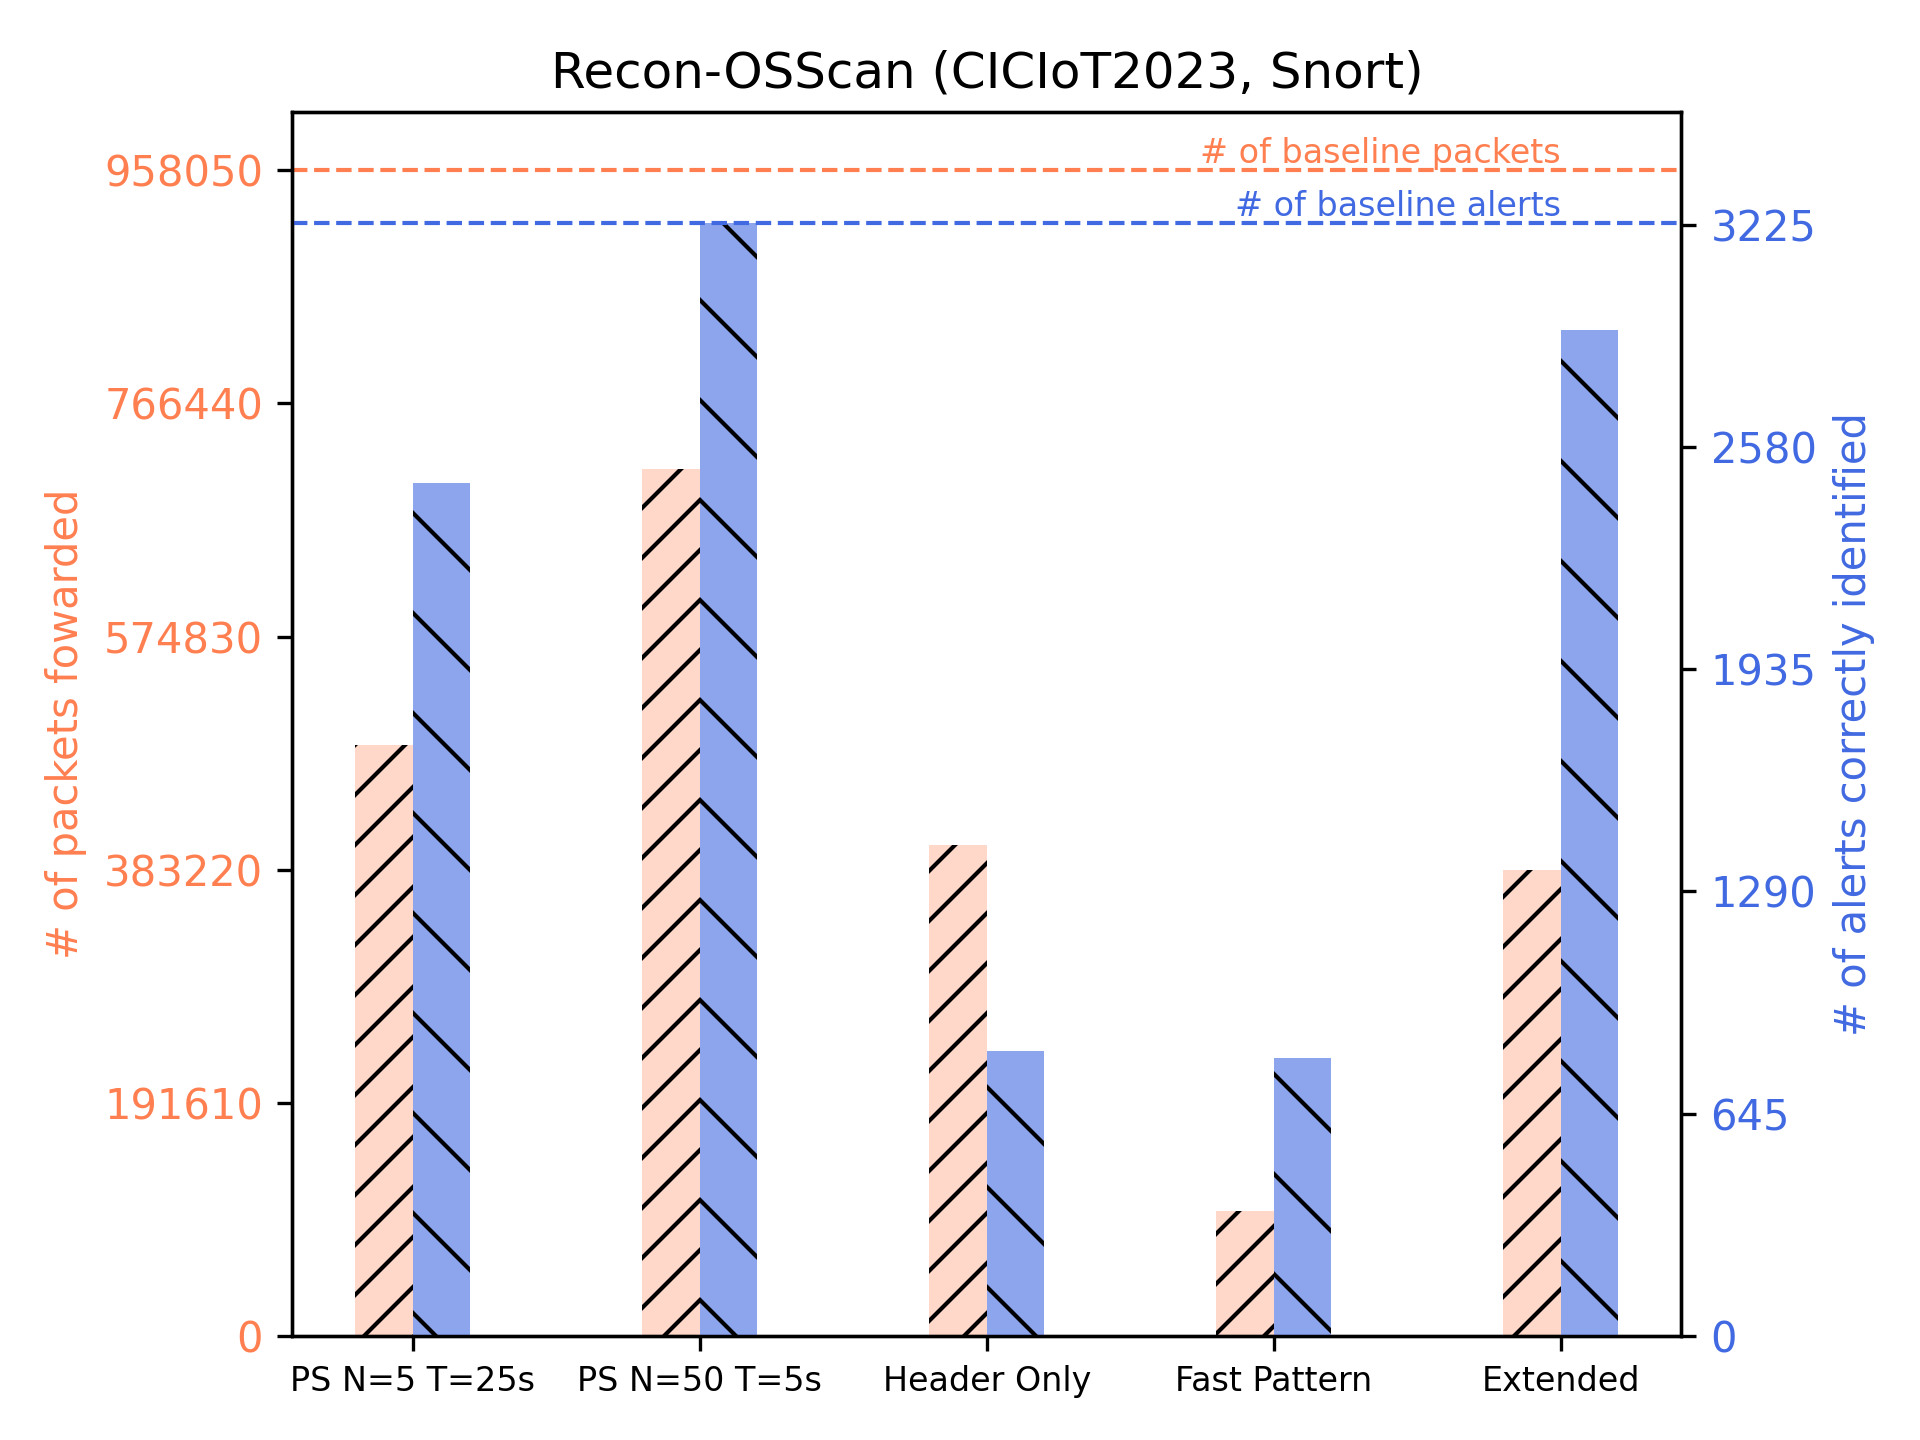 Recon-OSScan (CICIoT2023, Snort)
# of baseline packets
# of baseline alerts
# of packets fowarded
958050
766440
574830
383220
191610
0
3225
2580
1935
1290
645
0
# of alerts correctly identified
PS N=5 T=25s
PS N=50 T=5s
Header Only
Fast Pattern
Extended